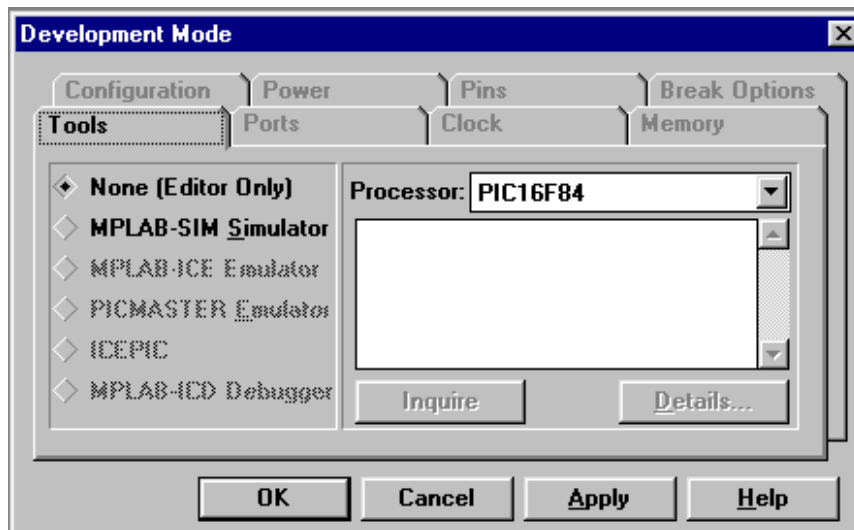 Development Mode
Configuration Power Pins Break Options
Tools Ports Clock Memory
None (Editor Only)
MPLAB-SIM Simulator
MPLAB-ICE Emulator
PICMASTER Emulator
ICEPIC
MPLAB-ICD Debugger
Processor: PIC16F84
Inquire Details...
OK Cancel Apply Help